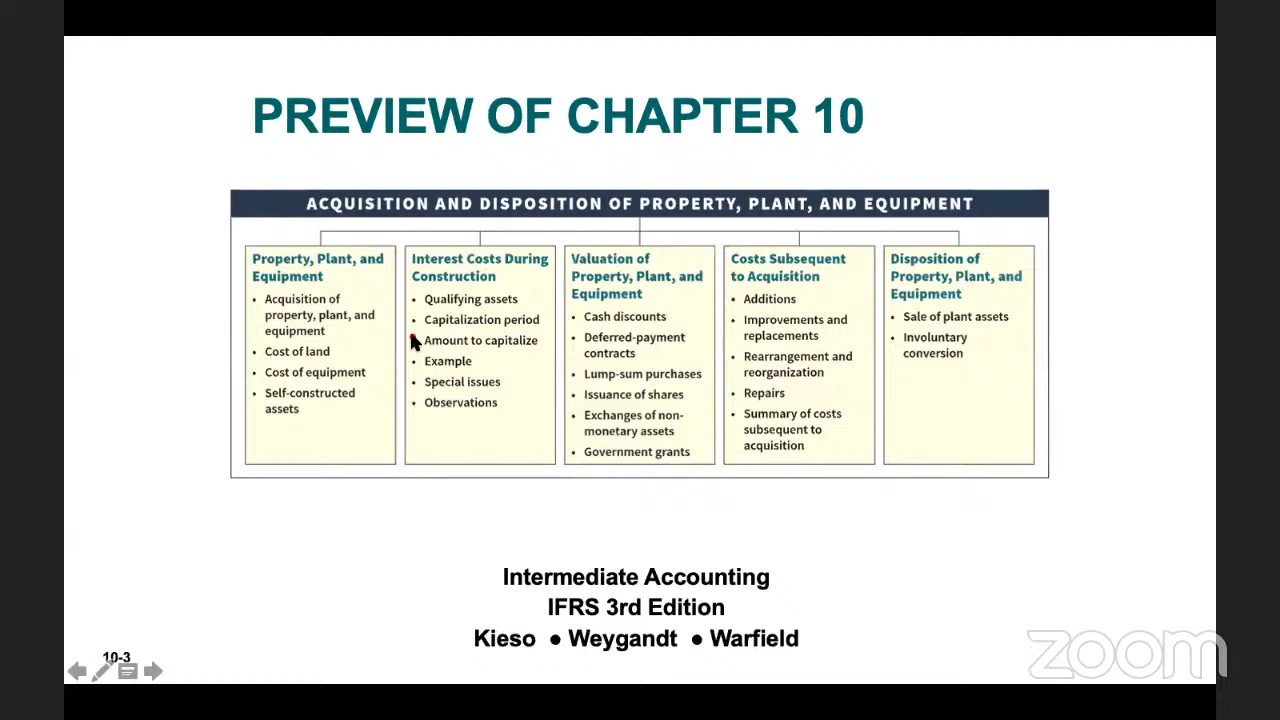 PREVIEW OF CHAPTER 10
ACQUISITION AND DISPOSITION OF PROPERTY, PLANT, AND EQUIPMENT
Property, Plant, and
Equipment
• Acquisition of
property, plant, and
equipment
• Cost of land
• Cost of equipment
• Self-constructed
assets
Interest Costs During
Construction
• Qualifying assets
• Capitalization period
• Amount to capitalize
• Example
• Special issues
• Observations
Valuation of
Property, Plant, and
Equipment
• Cash discounts
• Deferred-payment
contracts
• Lump-sum purchases
• Issuance of shares
• Exchanges of non-
monetary assets
• Government grants
Costs Subsequent
to Acquisition
• Additions
• Improvements and
replacements
• Rearrangement and
reorganization
• Repairs
• Summary of costs
subsequent to
acquisition
Disposition of
Property, Plant, and
Equipment
• Sale of plant assets
• Involuntary
conversion
Intermediate Accounting
IFRS 3rd Edition
Kieso ● Weygandt ● Warfield
10-3
zoom